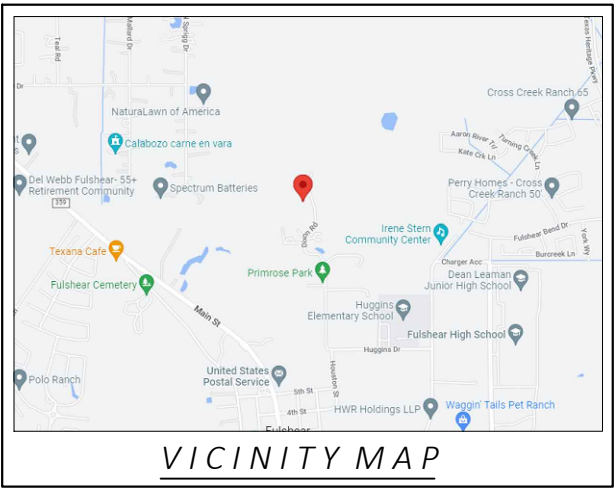 Teal Rd
Mallard Dr
N Sprigg Dr
Texas Heritage Pkwy
Dr
NaturaLawn of America
Cross Creek Ranch 65
Calabozo carne en vara
Aaron River Trl
Turning Creek Ln
Kate Crk Ln
Del Webb Fulshear- 55+
Retirement Community
Spectrum Batteries
Perry Homes - Cross
Creek Ranch 50'
359
Dixon Rd
Irene Stern
Community Center
Fulshear Bend Dr
York Wy
Texana Cafe
Burcreek Ln
Charger Acc
Primrose Park
Dean Leaman
Junior High School
Fulshear Cemetery
Main St
Huggins
Elementary School
Fulshear High School
Huggins Dr
Polo Ranch
United States
Postal Service
Houston St
5th St
4th St
HWR Holdings LLP
Waggin' Tails Pet Ranch
Fulshear
VICINITY MAP